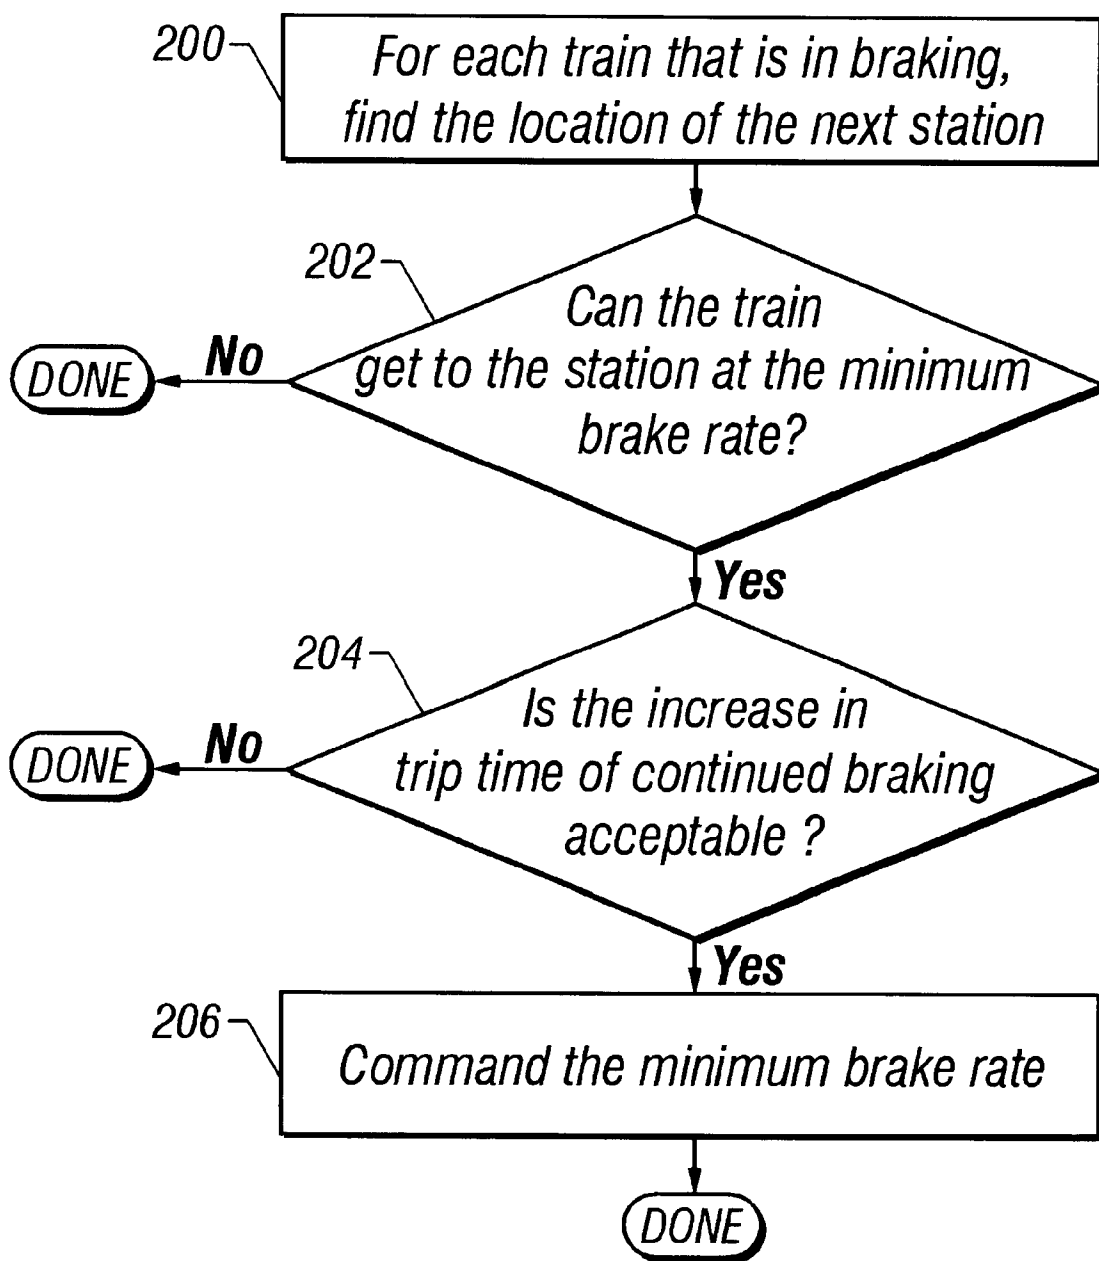 200
For each train that is in braking,
find the location of the next station
202
Can the train
get to the station at the minimum
brake rate?
No
DONE
Yes
204
Is the increase in
trip time of continued braking
acceptable ?
No
DONE
Yes
206
Command the minimum brake rate
DONE